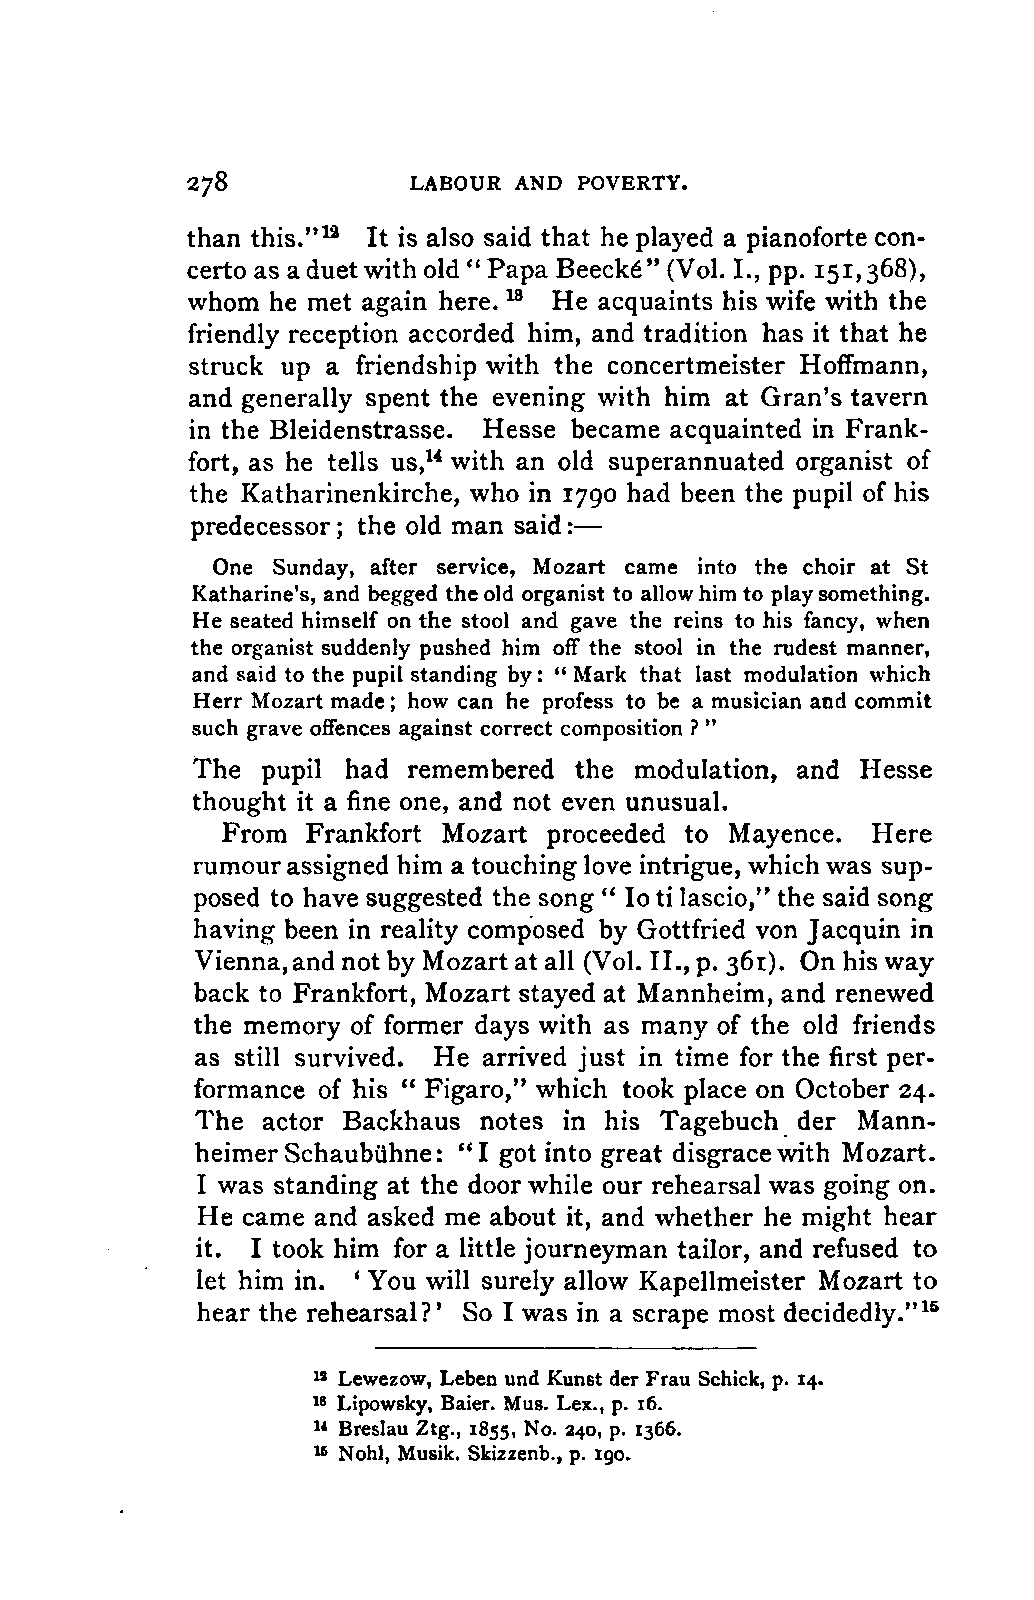 278 LABOUR AND POVERTY.
than this."¹² It is also said that he played a pianoforte con-
certo as a duet with old "Papa Beecké" (Vol. I., pp. 151, 368),
whom he met again here.¹³ He acquaints his wife with the
friendly reception accorded him, and tradition has it that he
struck up a friendship with the concertmeister Hoffmann,
and generally spent the evening with him at Gran's tavern
in the Bleidenstrasse. Hesse became acquainted in Frank-
fort, as he tells us,¹⁴ with an old superannuated organist of
the Katharinenkirche, who in 1790 had been the pupil of his
predecessor; the old man said:—
One Sunday, after service, Mozart came into the choir at St
Katharine's, and begged the old organist to allow him to play something.
He seated himself on the stool and gave the reins to his fancy, when
the organist suddenly pushed him off the stool in the rudest manner,
and said to the pupil standing by: "Mark that last modulation which
Herr Mozart made; how can he profess to be a musician and commit
such grave offences against correct composition?"
The pupil had remembered the modulation, and Hesse
thought it a fine one, and not even unusual.
From Frankfort Mozart proceeded to Mayence. Here
rumour assigned him a touching love intrigue, which was sup-
posed to have suggested the song "Io ti lascio," the said song
having been in reality composed by Gottfried von Jacquin in
Vienna, and not by Mozart at all (Vol. II., p. 361). On his way
back to Frankfort, Mozart stayed at Mannheim, and renewed
the memory of former days with as many of the old friends
as still survived. He arrived just in time for the first per-
formance of his "Figaro," which took place on October 24.
The actor Backhaus notes in his Tagebuch der Mann-
heimer Schaubühne: "I got into great disgrace with Mozart.
I was standing at the door while our rehearsal was going on.
He came and asked me about it, and whether he might hear
it. I took him for a little journeyman tailor, and refused to
let him in. 'You will surely allow Kapellmeister Mozart to
hear the rehearsal?' So I was in a scrape most decidedly."¹⁵
¹² Lewezow, Leben und Kunst der Frau Schick, p. 14.
¹³ Lipowsky, Baier. Mus. Lex., p. 16.
¹⁴ Breslau Ztg., 1855, No. 240, p. 1366.
¹⁵ Nohl, Musik. Skizzenb., p. 190.